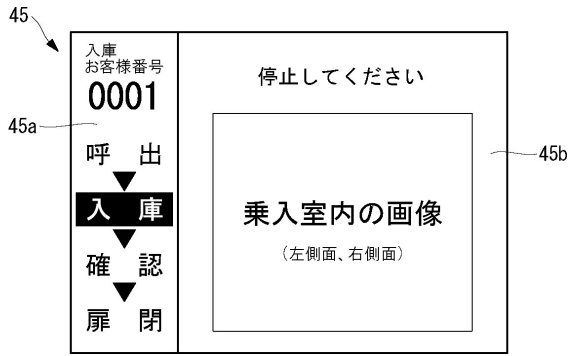 45
入庫
お客様番号
0001
45a
呼 出
入 庫
確 認
扉 閉
停止してください
乗入室内の画像
（左側面、右側面）
45b